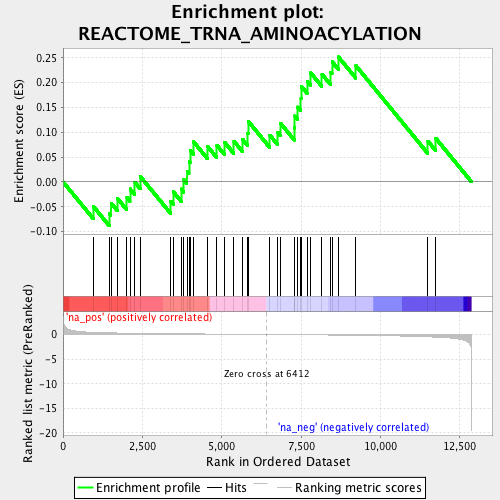 Enrichment plot:
REACTOME_TRNA_AMINOACYLATION
Enrichment score (ES)
0.25
0.20
0.15
0.10
0.05
0.00
-0.05
-0.10
'na_pos' (positively correlated)
Ranked list metric (PreRanked)
0
-5
-10
-15
-20
Zero cross at 6412
'na_neg' (negatively correlated)
0
2,500
5,000
7,500
10,000
12,500
Rank in Ordered Dataset
Enrichment profile
Hits
Ranking metric scores